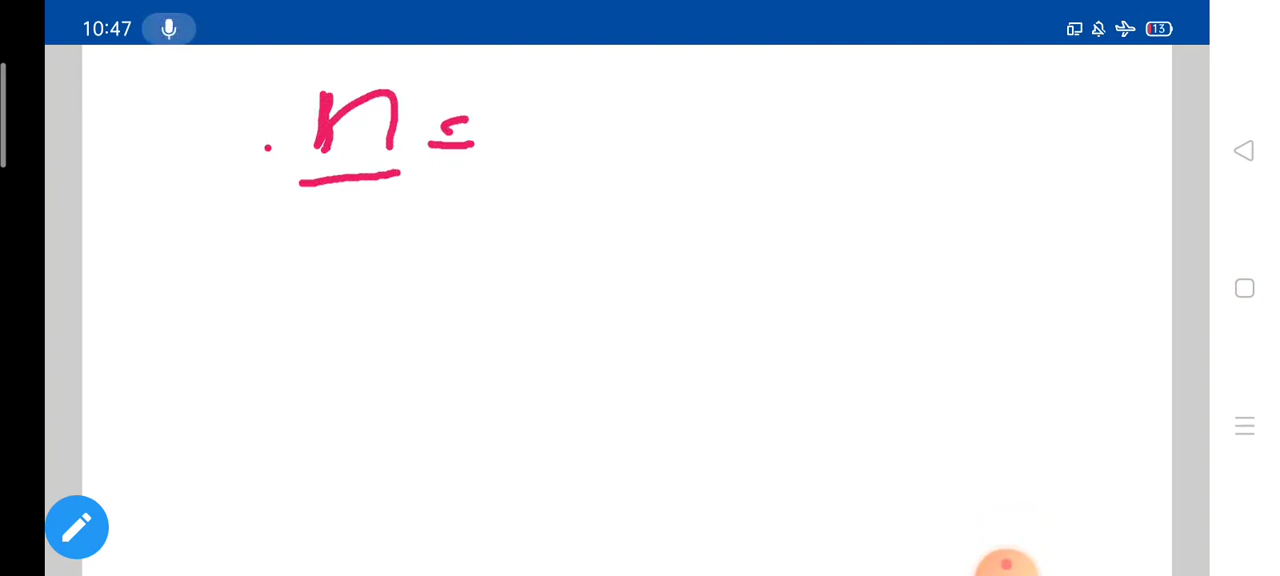 10:47
13
. n =